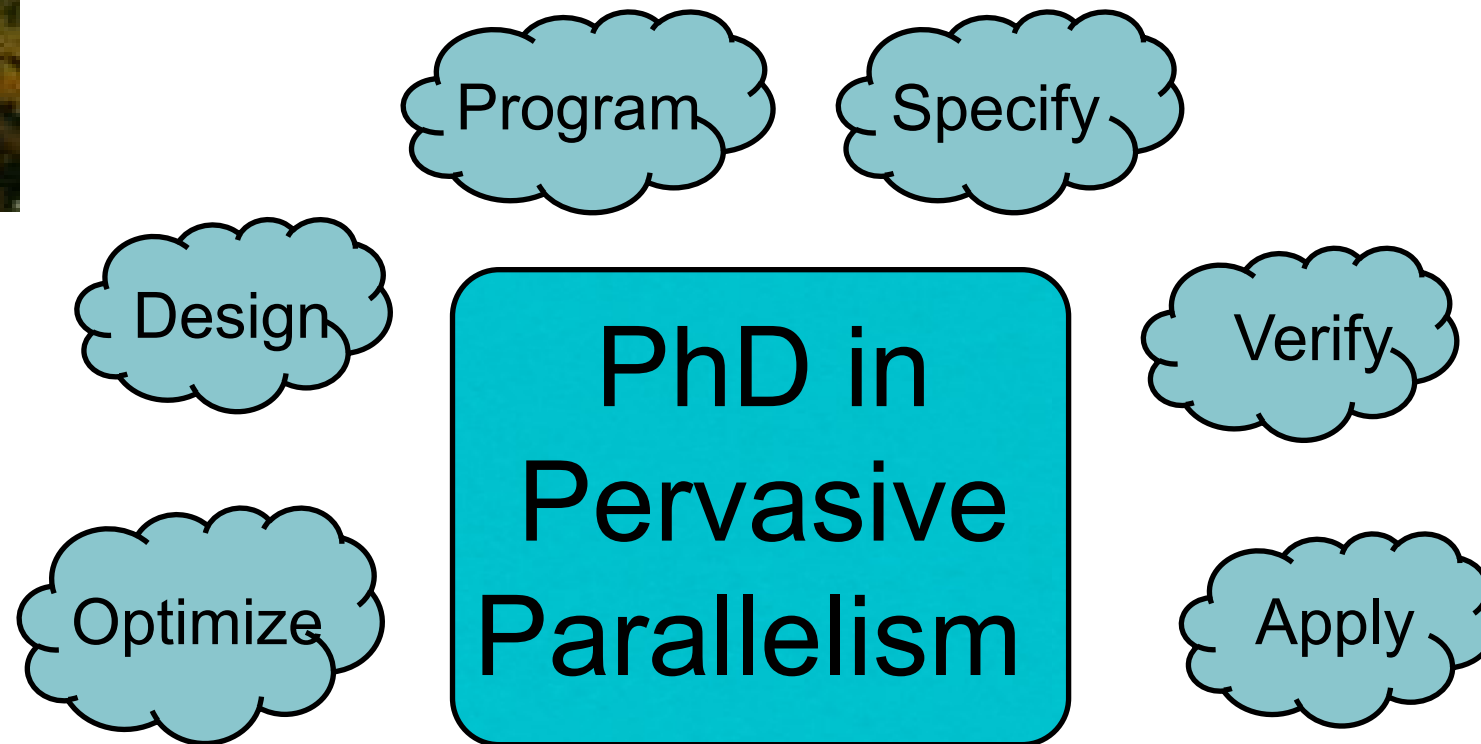 Program
Specify
Design
Verify
PhD in
Pervasive
Parallelism
Optimize
Apply